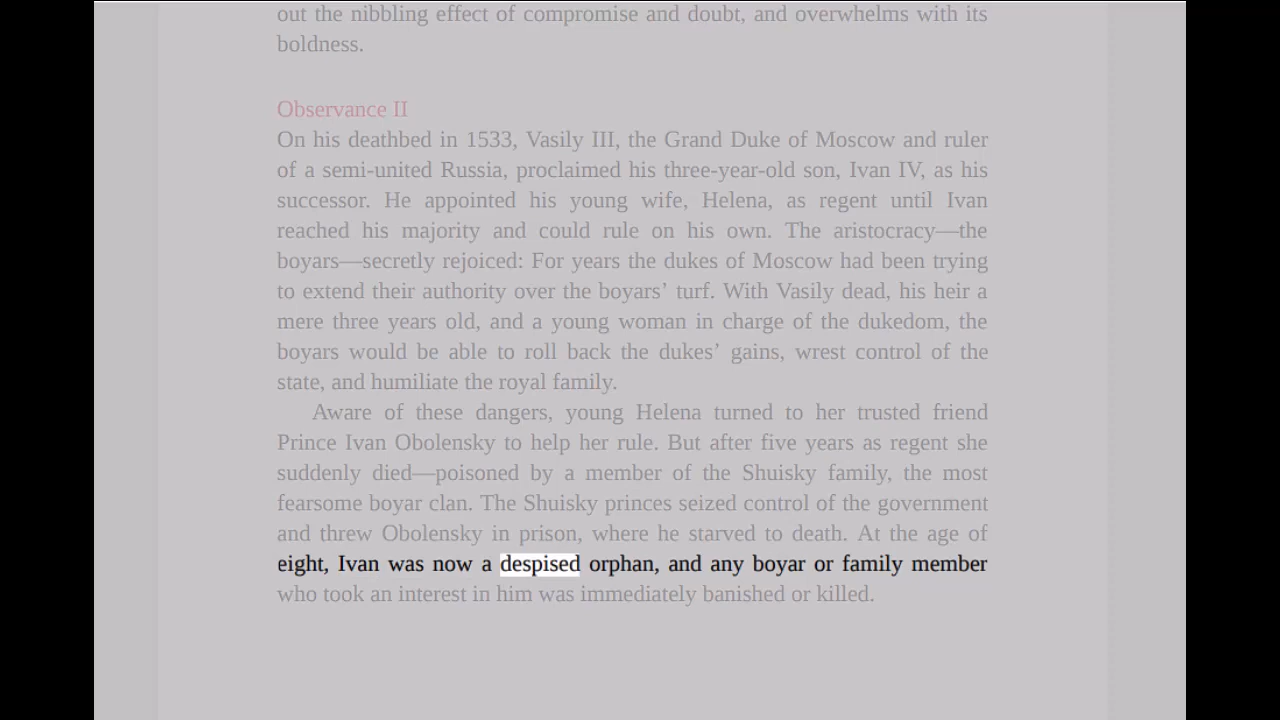 out the nibbling effect of compromise and doubt, and overwhelms with its
boldness.
Observance II
On his deathbed in 1533, Vasily III, the Grand Duke of Moscow and ruler
of a semi-united Russia, proclaimed his three-year-old son, Ivan IV, as his
successor. He appointed his young wife, Helena, as regent until Ivan
reached his majority and could rule on his own. The aristocracy—the
boyars—secretly rejoiced: For years the dukes of Moscow had been trying
to extend their authority over the boyars’ turf. With Vasily dead, his heir a
mere three years old, and a young woman in charge of the dukedom, the
boyars would be able to roll back the dukes’ gains, wrest control of the
state, and humiliate the royal family.
Aware of these dangers, young Helena turned to her trusted friend
Prince Ivan Obolensky to help her rule. But after five years as regent she
suddenly died—poisoned by a member of the Shuisky family, the most
fearsome boyar clan. The Shuisky princes seized control of the government
and threw Obolensky in prison, where he starved to death. At the age of
eight, Ivan was now a despised orphan, and any boyar or family member
who took an interest in him was immediately banished or killed.